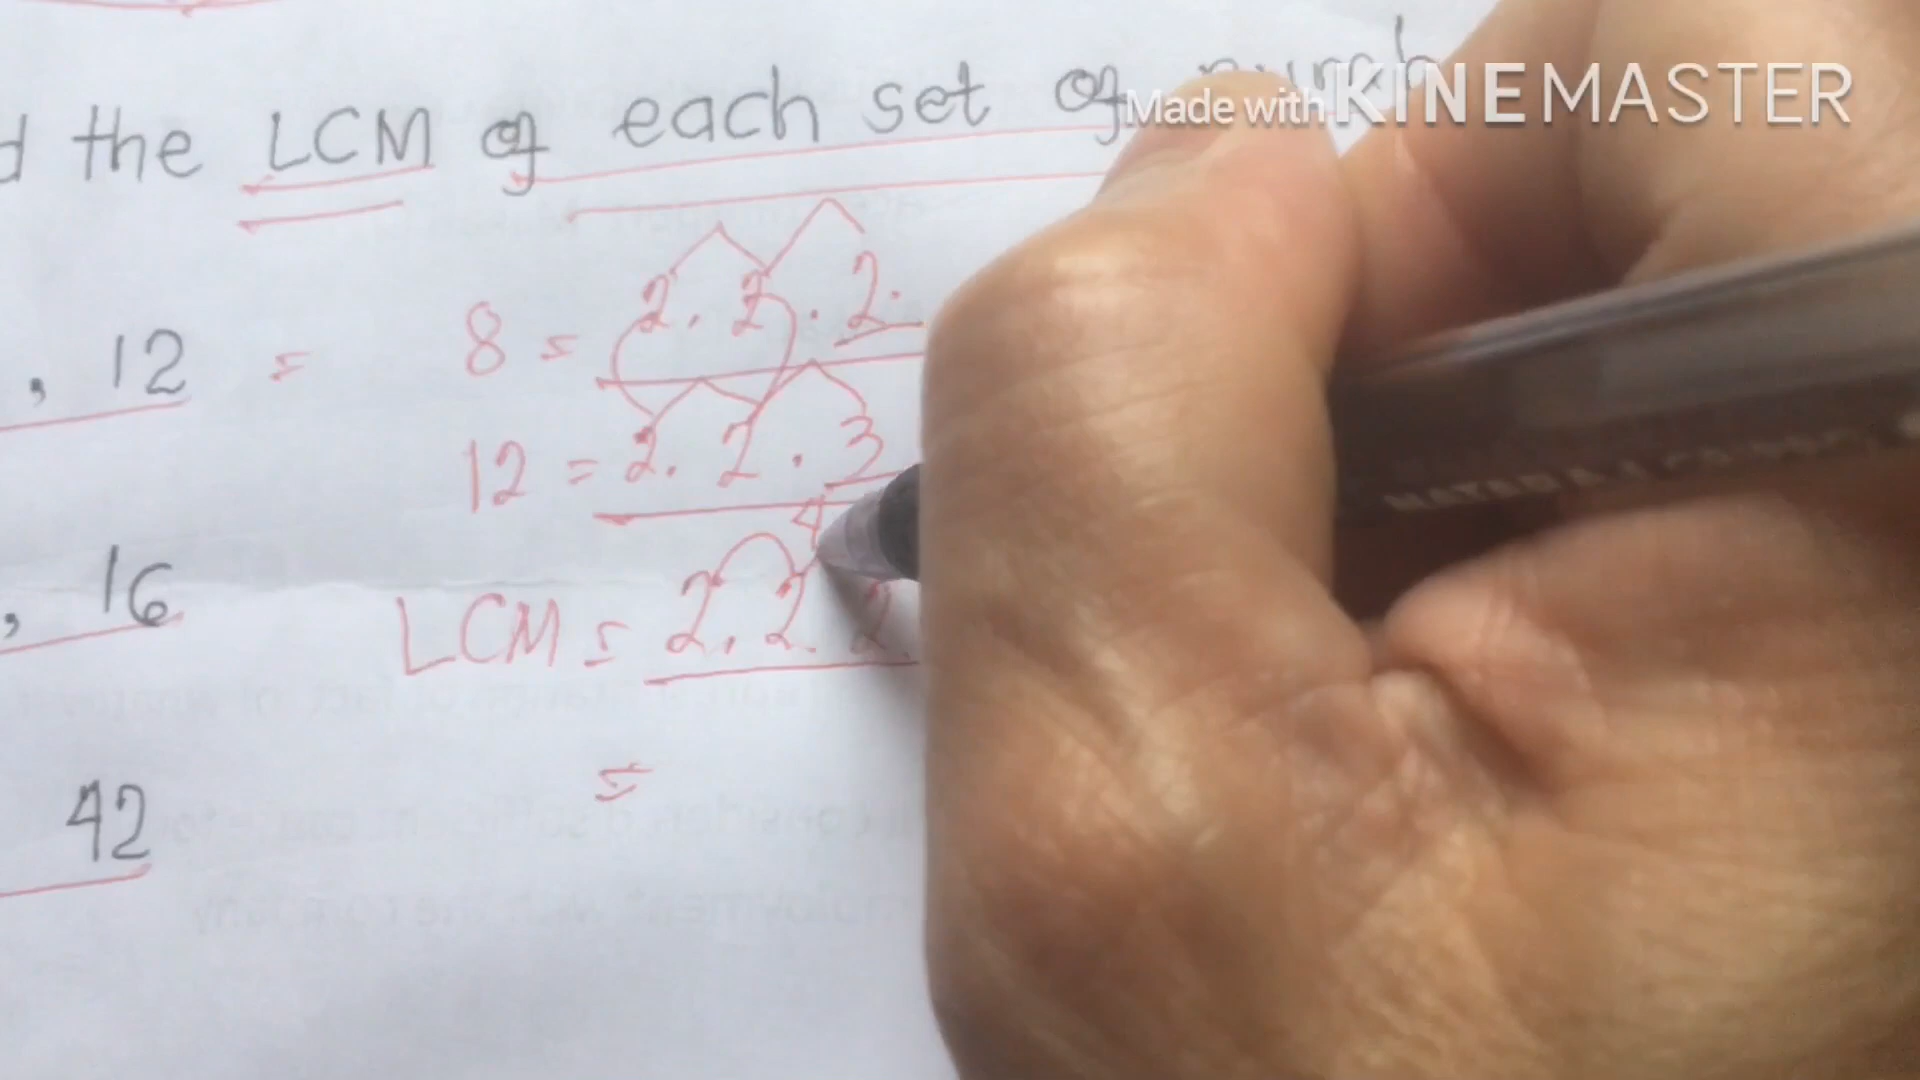 the LCM of each set of
Made with KINEMASTER
8 = 2 . 2 . 2 .
, 12 =
12 = 2 . 2 . 3
4
, 16
LCM = 2 . 2 . 2
=
42